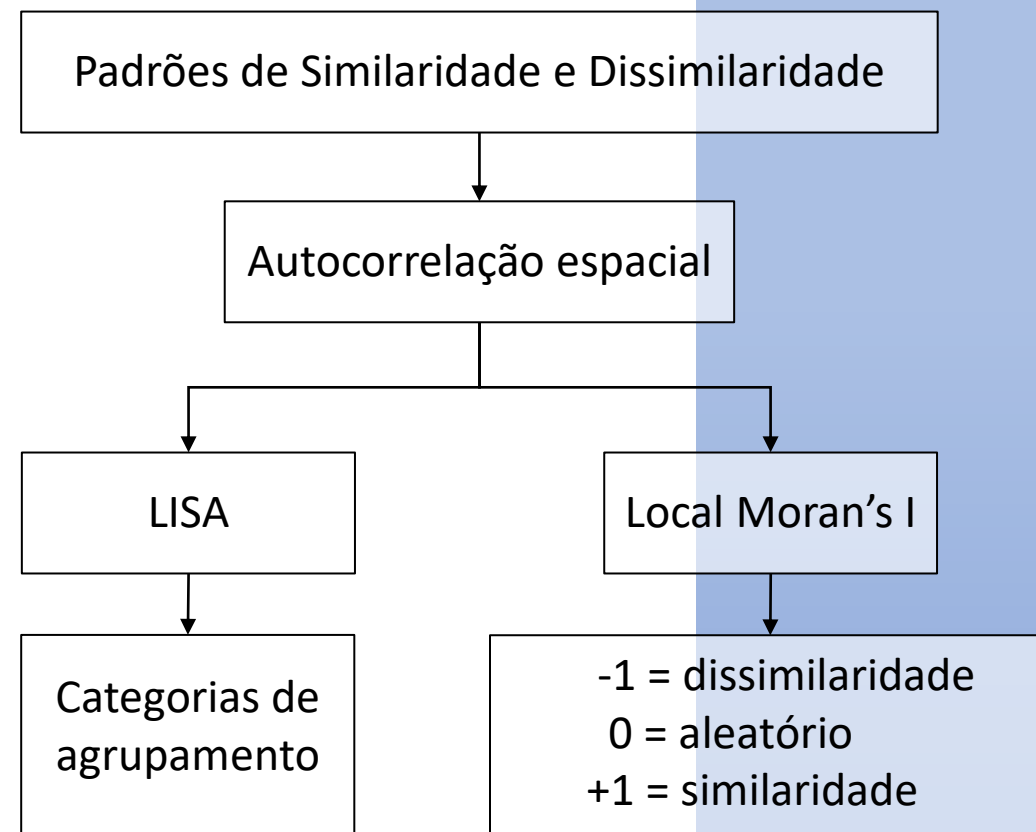 Padrões de Similaridade e Dissimilaridade
Autocorrelação espacial
LISA
Local Moran’s I
Categorias de
agrupamento
-1 = dissimilaridade
0 = aleatório
+1 = similaridade